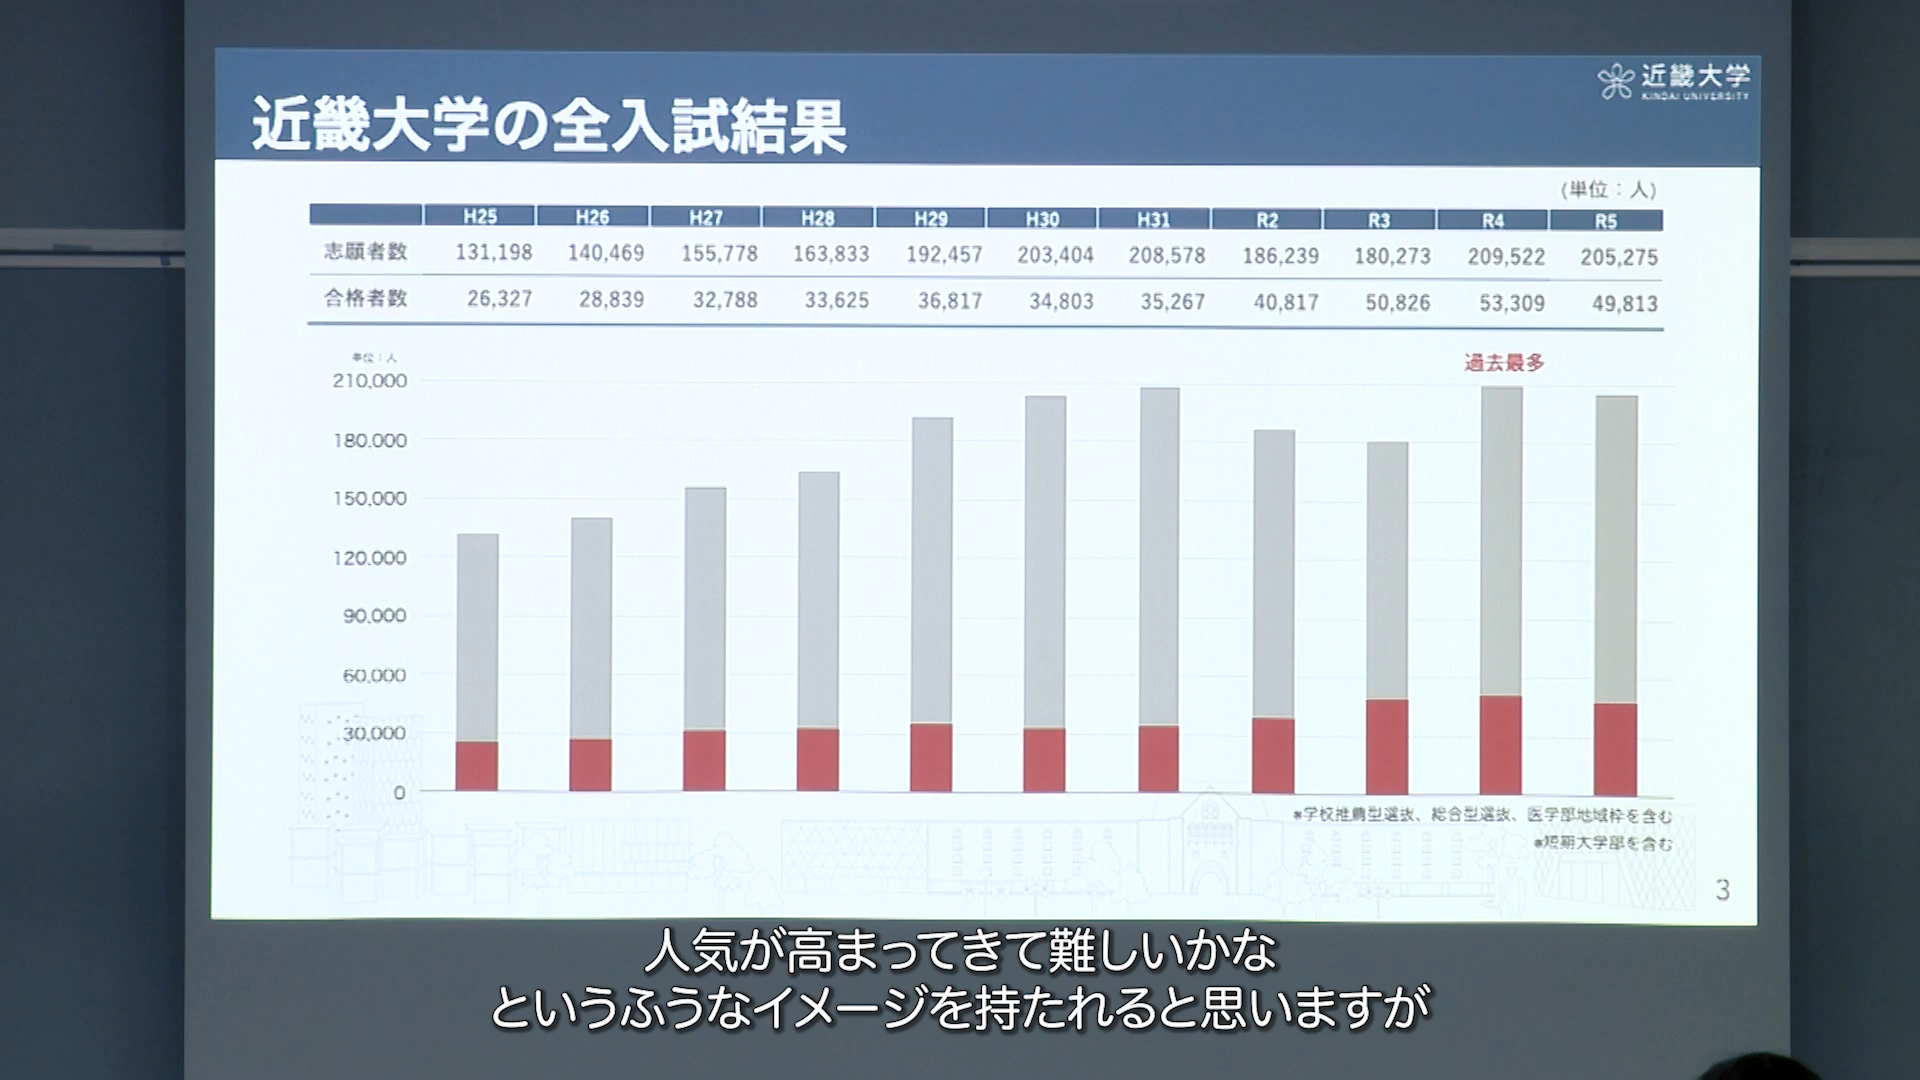 近畿大学
KINDAI UNIVERSITY
近畿大学の全入試結果
(単位：人)
H25 H26 H27 H28 H29 H30 H31 R2 R3 R4 R5
志願者数 131,198 140,469 155,778 163,833 192,457 203,404 208,578 186,239 180,273 209,522 205,275
合格者数 26,327 28,839 32,788 33,625 36,817 34,803 35,267 40,817 50,826 53,309 49,813
単位：人
過去最多
210,000
180,000
150,000
120,000
90,000
60,000
30,000
0
*学校推薦型選抜、総合型選抜、医学部地域枠を含む
*短期大学部を含む
3
人気が高まってきて難しいかな
というふうなイメージを持たれると思いますが